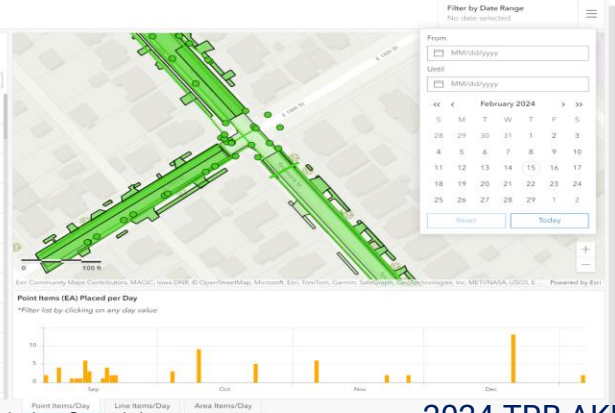 Filter by Date Range
No date selected
From
MM/dd/yyyy
Until
MM/dd/yyyy
« ‹ February 2024 › »
S M T W T F S
28 29 30 31 1 2 3
4 5 6 7 8 9 10
11 12 13 14 15 16 17
18 19 20 21 22 23 24
25 26 27 28 29 1 2
Reset Today
E 10th St
E 10th St
+
−
0 100 ft
Esri Community Maps Contributors, MAGIC, Iowa DNR, © OpenStreetMap, Microsoft, Esri, TomTom, Garmin, SafeGraph, GeoTechnologies, Inc, METI/NASA, USGS, E... Powered by Esri
Point Items (EA) Placed per Day
*Filter list by clicking on any day value
10
5
0
Sep Oct Nov Dec
Point Items/Day Line Items/Day Area Items/Day
2024 TRB AK